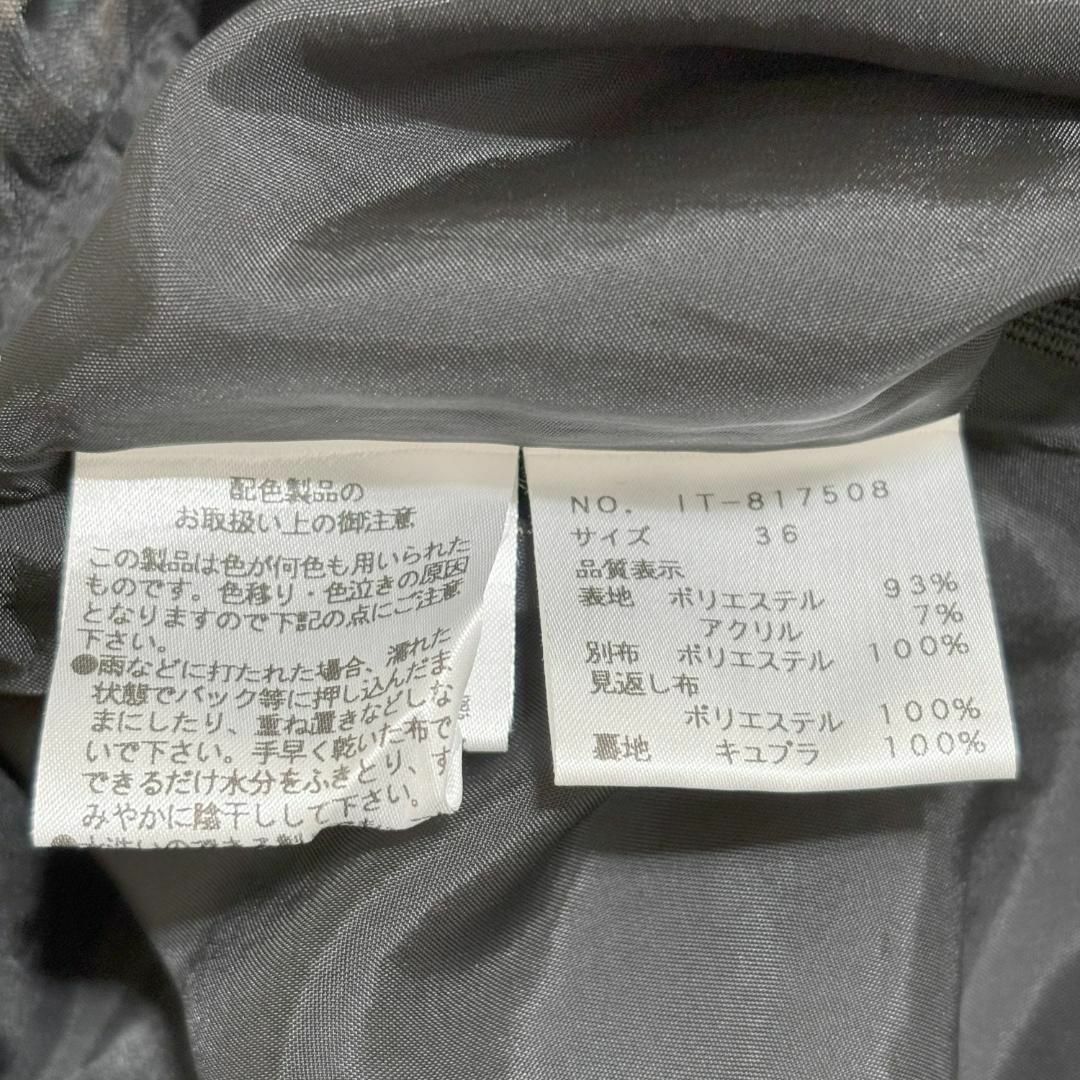 配色製品の
お取扱い上の御注意
この製品は色が何色も用いられた
ものです。色移り・色泣きの原因
となりますので下記の点にご注意
下さい。
●雨などに打たれた場合、濡れた
状態でバック等に押し込んだま
まにしたり、重ね置きなどしな
いで下さい。手早く乾いた布で
できるだけ水分をふきとり、す
みやかに陰干しして下さい。
NO. IT-817508
サイズ 36
品質表示
表地 ポリエステル 93%
アクリル 7%
別布 ポリエステル 100%
見返し布
ポリエステル 100%
裏地 キュプラ 100%